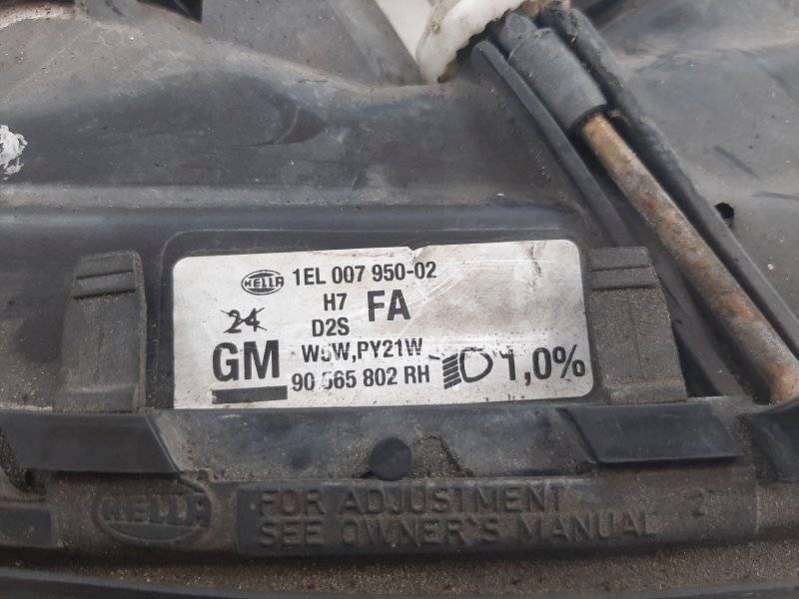 HELLA 1EL 007 950-02
H7 FA
24
D2S
GM W5W,PY21W
90 565 802 RH 1,0%
HELLA FOR ADJUSTMENT
SEE OWNER'S MANUAL